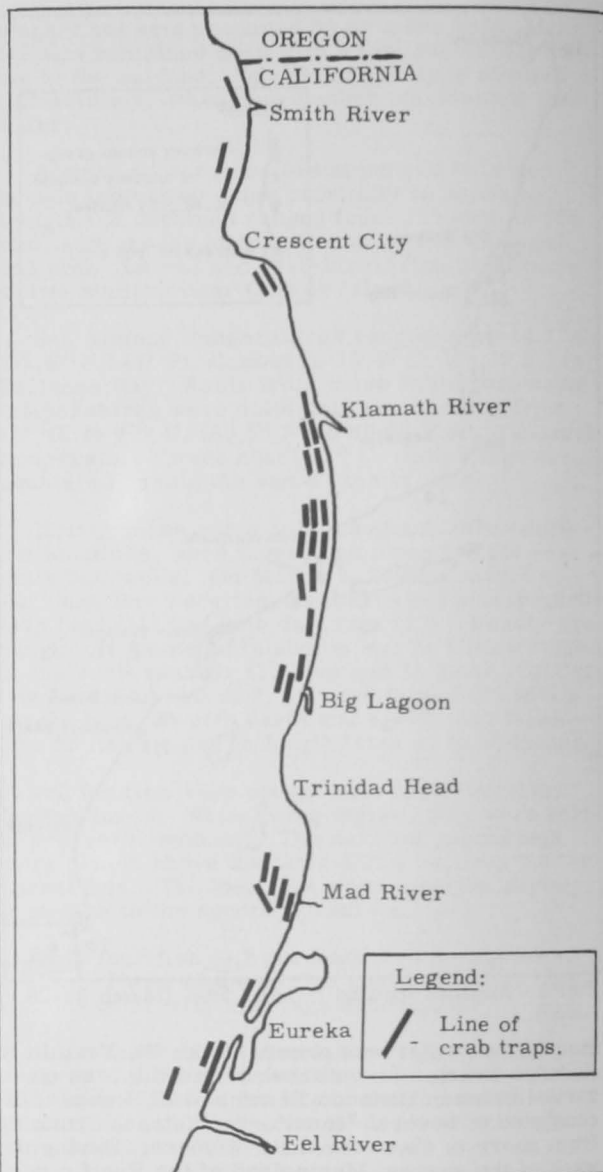 OREGON
CALIFORNIA
Smith River
Crescent City
Klamath River
Big Lagoon
Trinidad Head
Mad River
Eureka
Eel River
Legend:
Line of
crab traps.